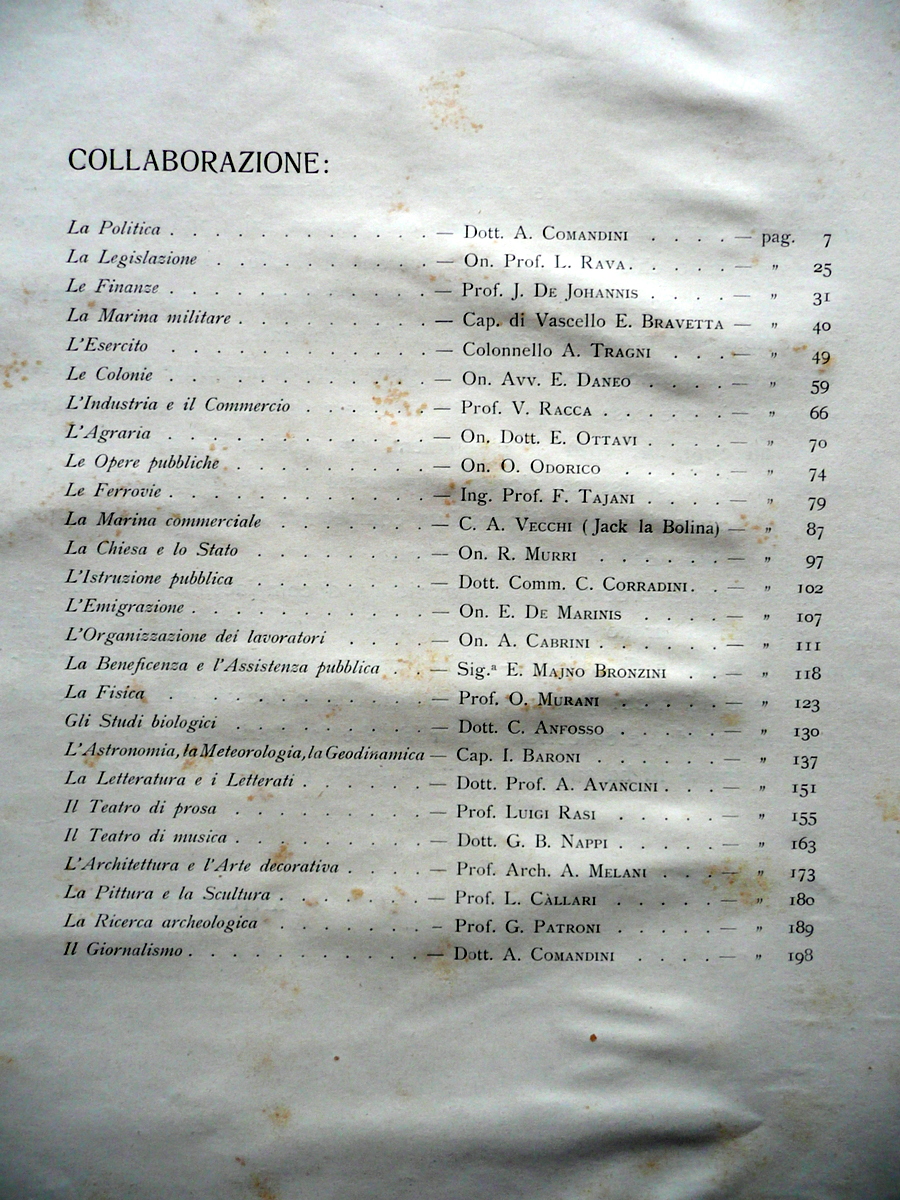 COLLABORAZIONE:
La Politica . . . . . . . . . . . — Dott. A. COMANDINI . . . . — pag. 7
La Legislazione . . . . . . . . . . — On. Prof. L. RAVA. . . . . — „ 25
Le Finanze . . . . . . . . . . . — Prof. J. DE JOHANNIS . . . . — „ 31
La Marina militare . . . . . . . . — Cap. di Vascello E. BRAVETTA — „ 40
L'Esercito . . . . . . . . . . . — Colonnello A. TRAGNI . . . — „ 49
Le Colonie . . . . . . . . . . . — On. Avv. E. DANEO . . . . — „ 59
L'Industria e il Commercio . . . . . — Prof. V. RACCA . . . . . . — „ 66
L'Agraria . . . . . . . . . . . — On. Dott. E. OTTAVI . . . . — „ 70
Le Opere pubbliche . . . . . . . . — On. O. ODORICO . . . . . — „ 74
Le Ferrovie . . . . . . . . . . . — Ing. Prof. F. TAJANI . . . . — „ 79
La Marina commerciale . . . . . . . — C. A. VECCHI (Jack la Bolina) — „ 87
La Chiesa e lo Stato . . . . . . . — On. R. MURRI . . . . . . — „ 97
L'Istruzione pubblica . . . . . . . — Dott. Comm. C. CORRADINI. . — „ 102
L'Emigrazione . . . . . . . . . . — On. E. DE MARINIS . . . . . — „ 107
L'Organizzazione dei lavoratori . . . . — On. A. CABRINI . . . . . . — „ 111
La Beneficenza e l'Assistenza pubblica . . — Sig.ª E. MAJNO BRONZINI . . — „ 118
La Fisica . . . . . . . . . . . — Prof. O. MURANI . . . . . — „ 123
Gli Studi biologici . . . . . . . . — Dott. C. ANFOSSO . . . . . — „ 130
L'Astronomia, la Meteorologia, la Geodinamica — Cap. I. BARONI . . . . . . — „ 137
La Letteratura e i Letterati . . . . . — Dott. Prof. A. AVANCINI . . . — „ 151
Il Teatro di prosa . . . . . . . . — Prof. LUIGI RASI . . . . . — „ 155
Il Teatro di musica . . . . . . . . — Dott. G. B. NAPPI . . . . . — „ 163
L'Architettura e l'Arte decorativa . . . . — Prof. Arch. A. MELANI . . . — „ 173
La Pittura e la Scultura . . . . . . — Prof. L. CÀLLARI . . . . . — „ 180
La Ricerca archeologica . . . . . . . – Prof. G. PATRONI . . . . . — „ 189
Il Giornalismo . . . . . . . . . . — Dott. A. COMANDINI . . . . — „ 198